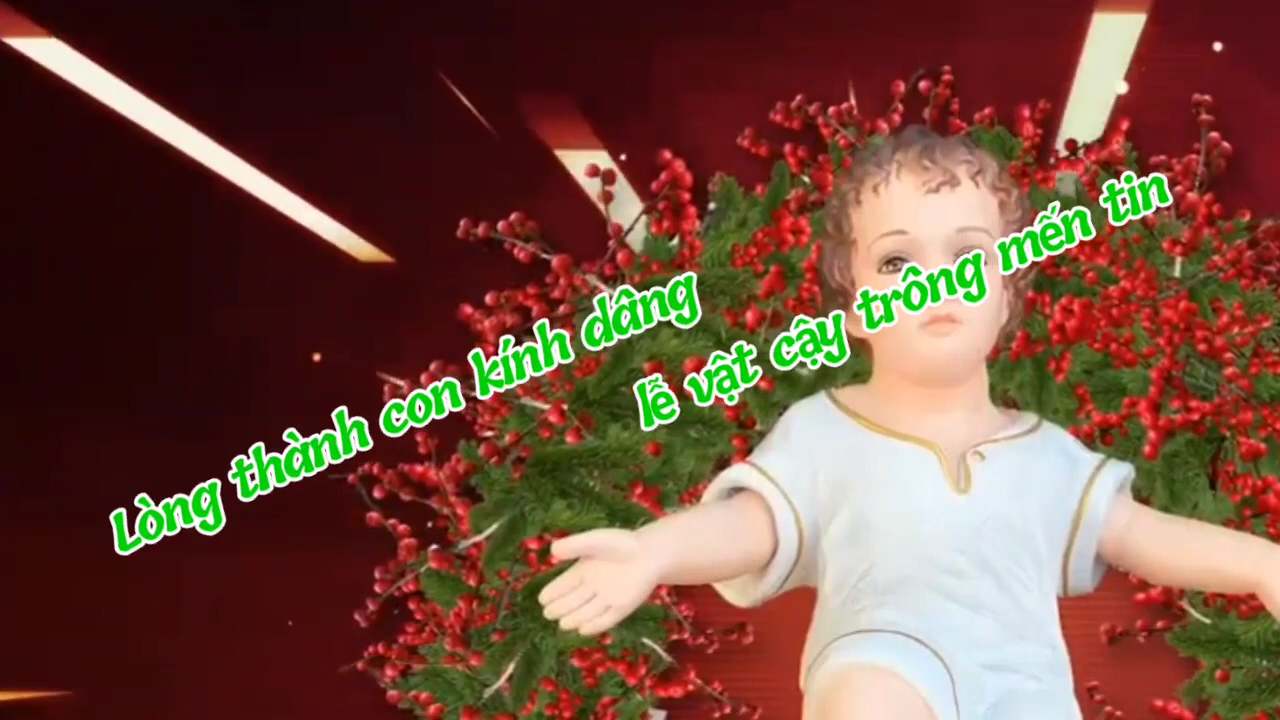 Lòng thành con kính dâng
lễ vật cậy trông mến tin